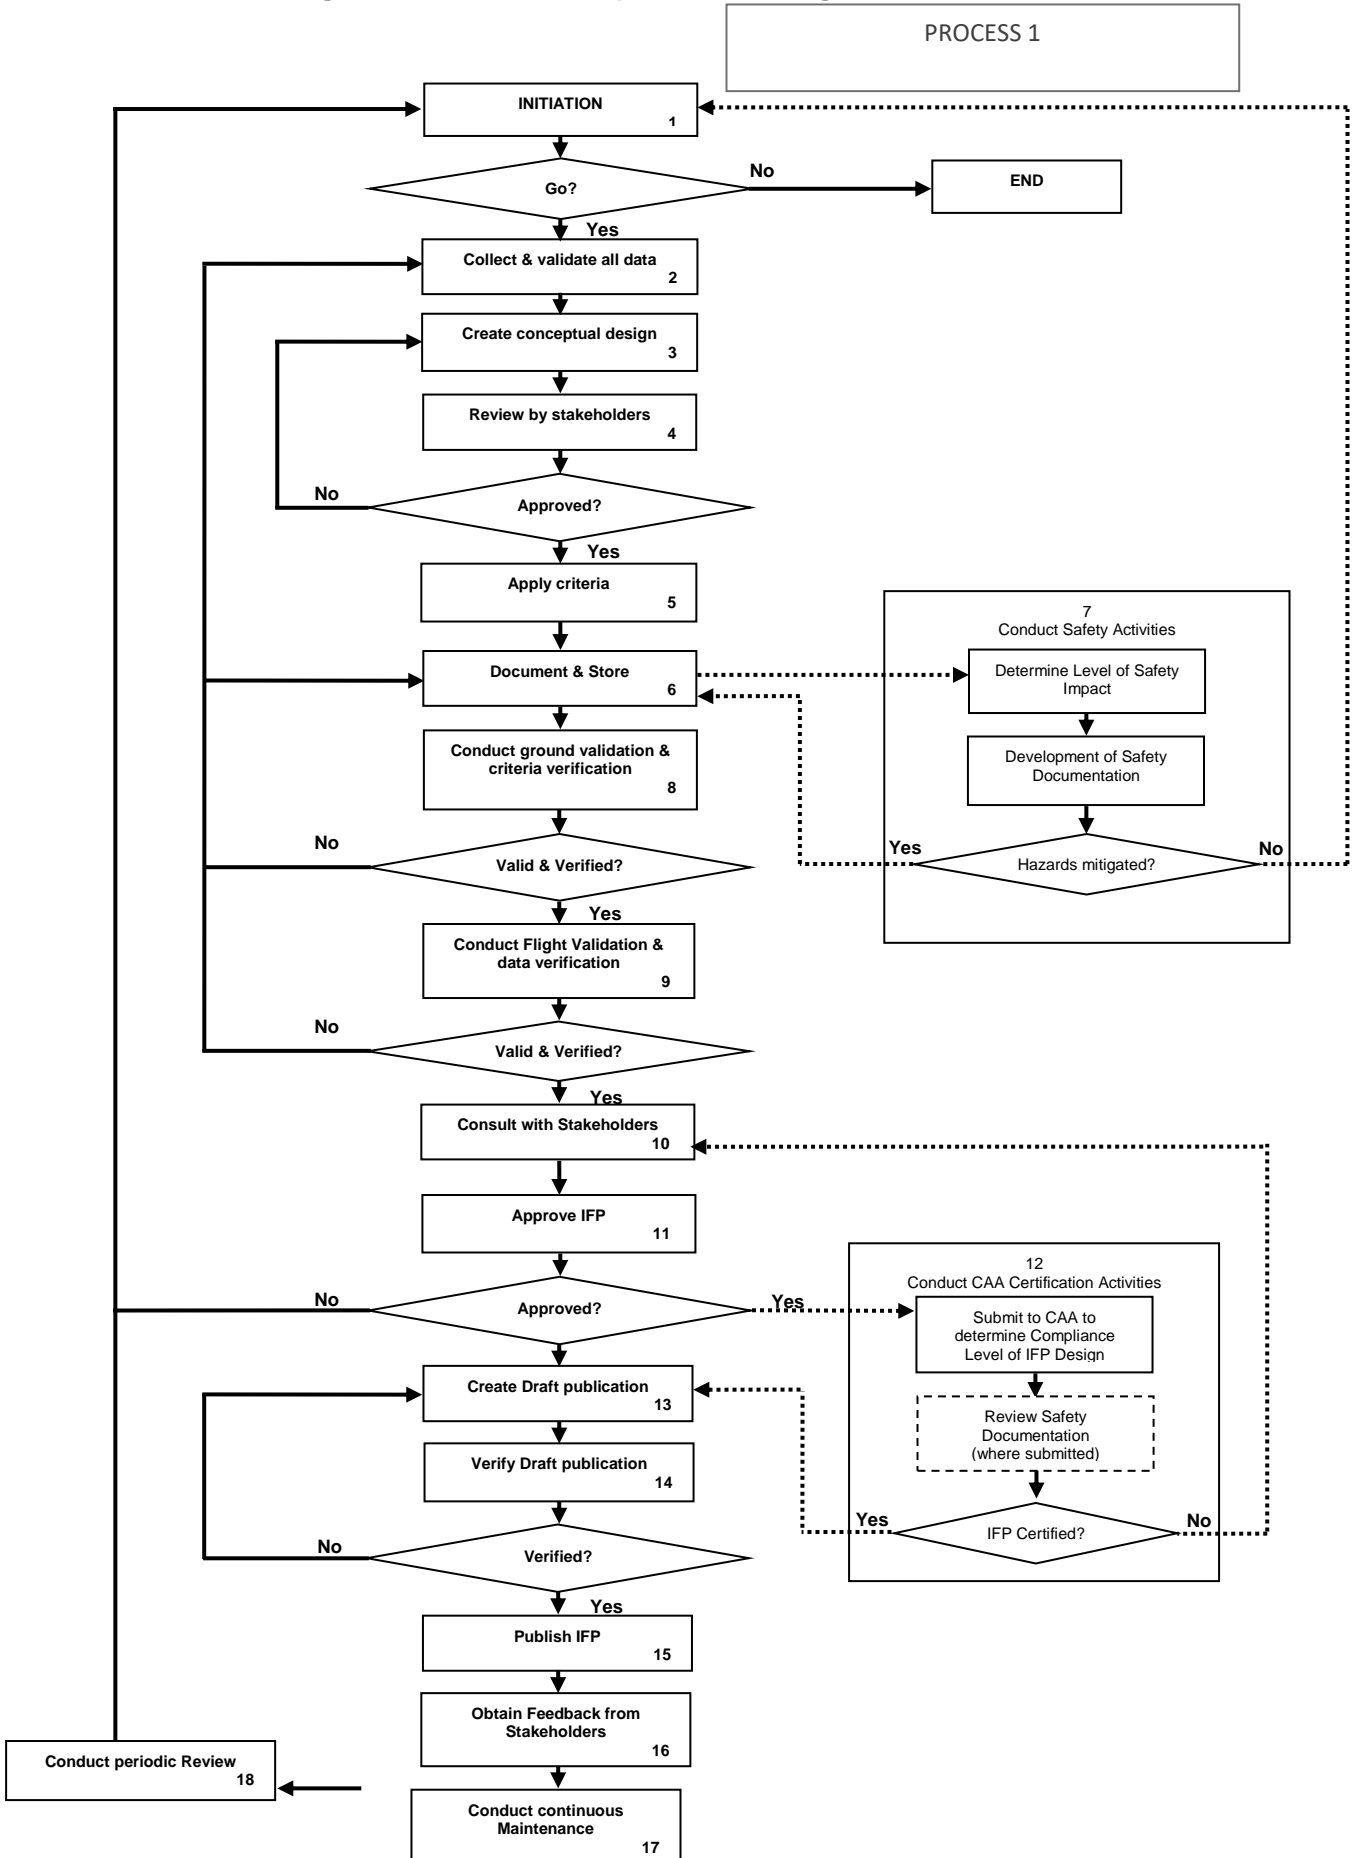 PROCESS 1
INITIATION
1
Go?
No
END
Yes
Collect & validate all data
2
Create conceptual design
3
Review by stakeholders
4
No
Approved?
Yes
Apply criteria
5
7
Conduct Safety Activities
Document & Store
6
Determine Level of Safety
Impact
Conduct ground validation &
criteria verification
8
Development of Safety
Documentation
No
Valid & Verified?
Yes
Hazards mitigated?
No
Yes
Conduct Flight Validation &
data verification
9
No
Valid & Verified?
Yes
Consult with Stakeholders
10
Approve IFP
11
12
Conduct CAA Certification Activities
No
Approved?
Yes
Submit to CAA to
determine Compliance
Level of IFP Design
Create Draft publication
13
Review Safety
Documentation
(where submitted)
Verify Draft publication
14
Yes
IFP Certified?
No
No
Verified?
Yes
Publish IFP
15
Obtain Feedback from
Stakeholders
16
Conduct periodic Review
18
Conduct continuous
Maintenance
17